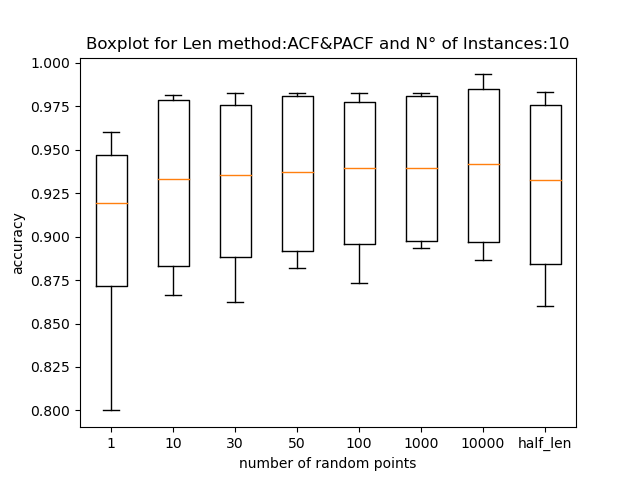 Boxplot for Len method:ACF&PACF and N° of Instances:10
1.000
0.975
0.950
0.925
0.900
0.875
0.850
0.825
0.800
accuracy
1 10 30 50 100 1000 10000 half_len
number of random points